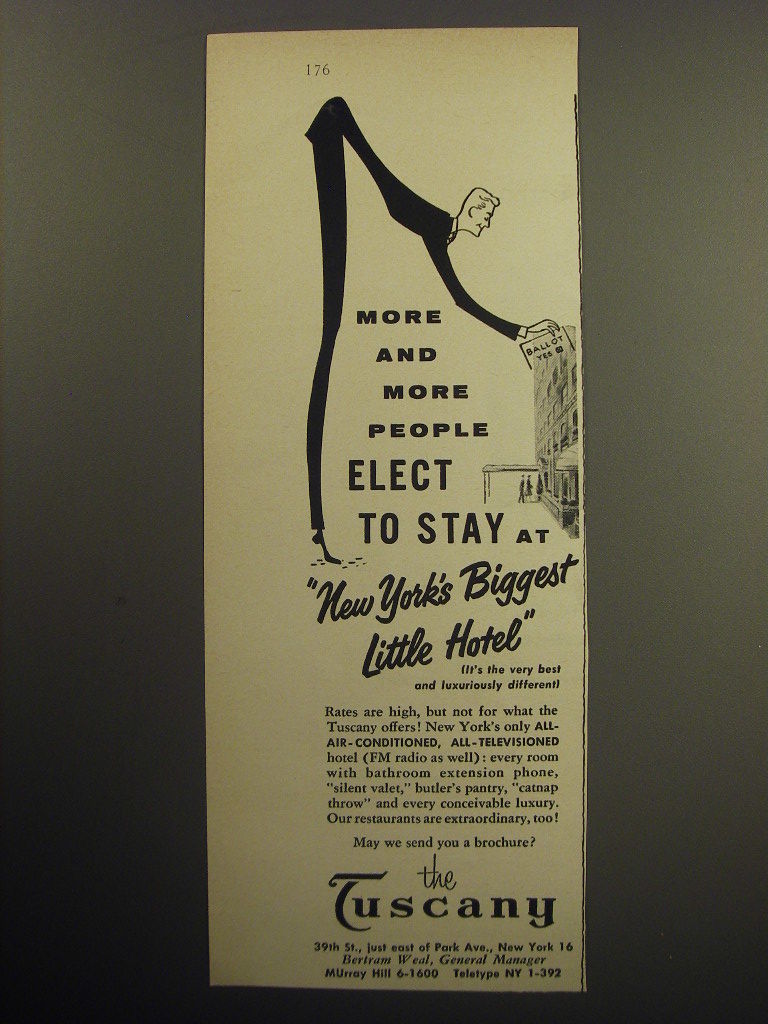 176
BALLOT
YES
MORE
AND
MORE
PEOPLE
ELECT
TO STAY AT
"New York's Biggest
Little Hotel"
(It's the very best
and luxuriously different)
Rates are high, but not for what the
Tuscany offers! New York's only ALL-
AIR-CONDITIONED, ALL-TELEVISIONED
hotel (FM radio as well): every room
with bathroom extension phone,
"silent valet," butler's pantry, "catnap
throw" and every conceivable luxury.
Our restaurants are extraordinary, too!
May we send you a brochure?
the
Tuscany
39th St., just east of Park Ave., New York 16
Bertram Weal, General Manager
MUrray Hill 6-1600 Teletype NY 1-392